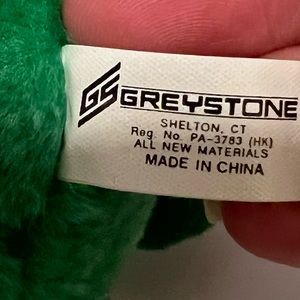 GS GREYSTONE
SHELTON, CT
Reg. No. PA-3783 (HK)
ALL NEW MATERIALS
MADE IN CHINA